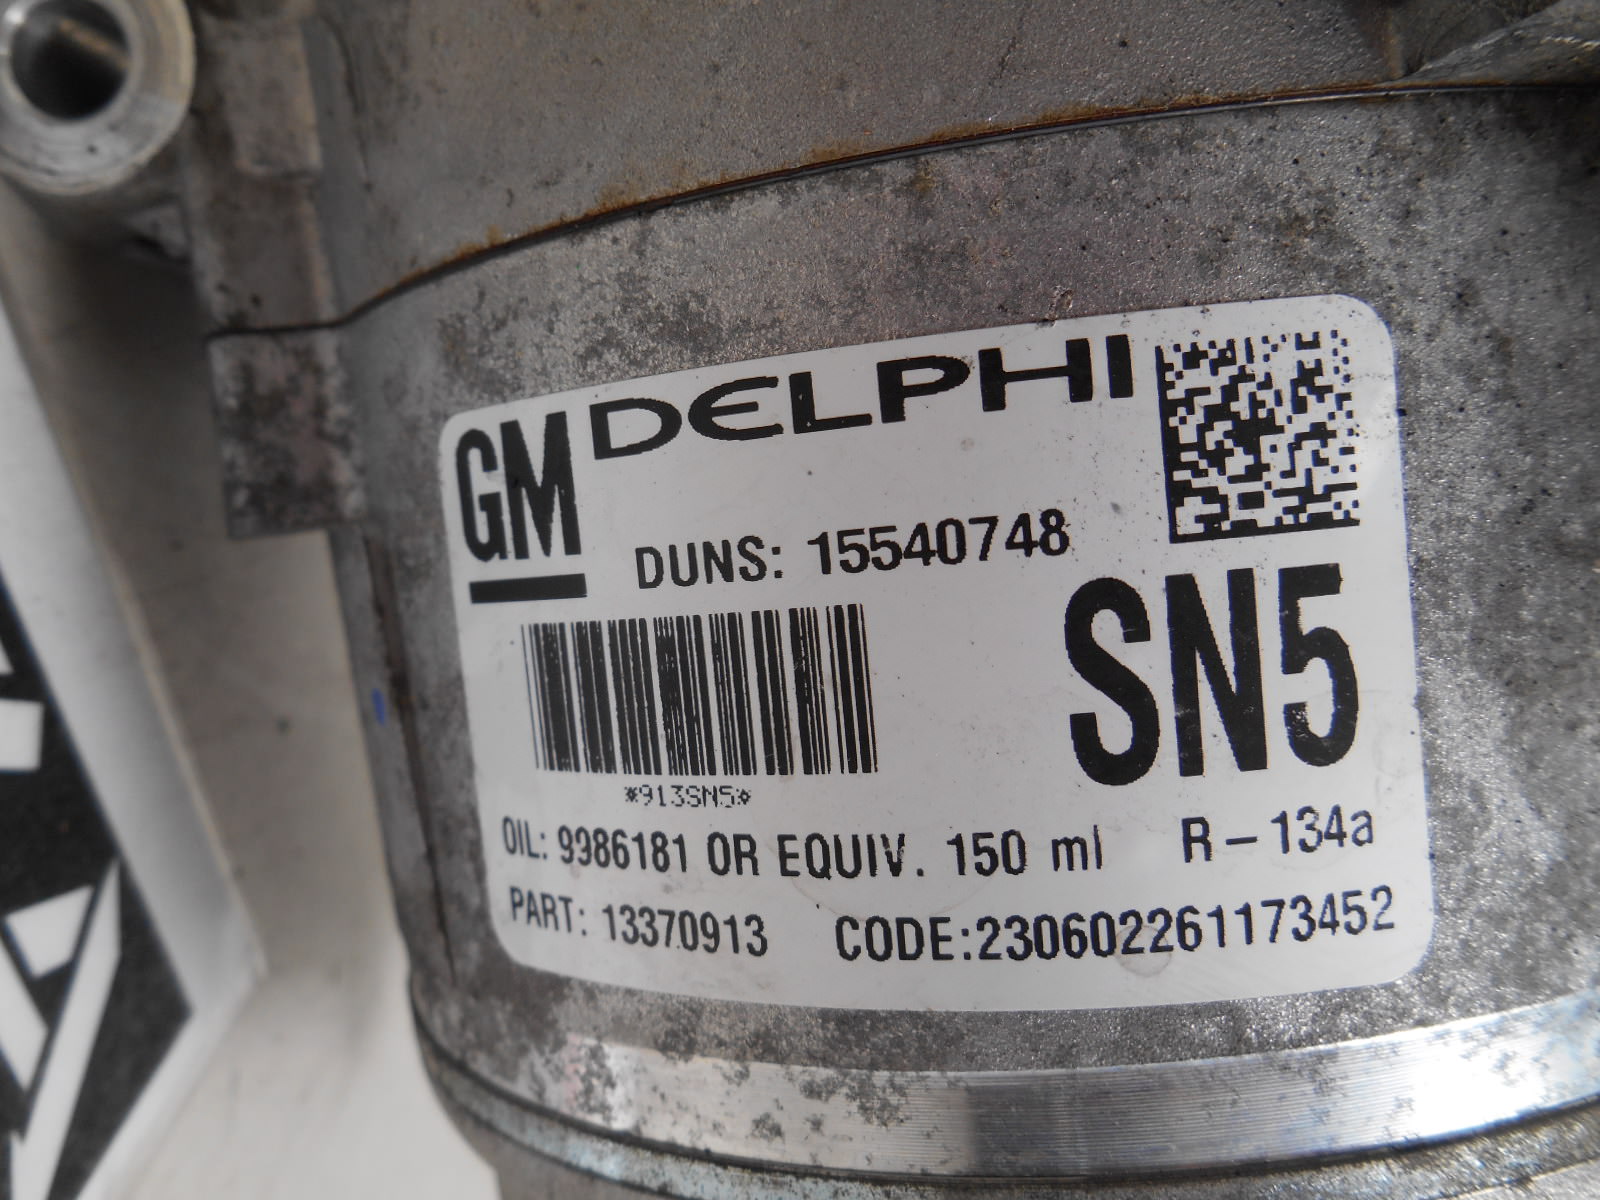 GM DELPHI
DUNS: 15540748
SN5
*913SN5*
OIL: 9986181 OR EQUIV. 150 ml R-134a
PART: 13370913 CODE:230602261173452